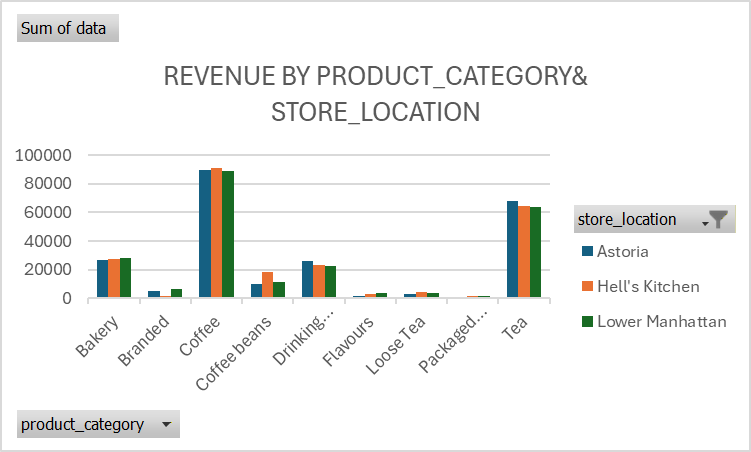 Sum of data
REVENUE BY PRODUCT_CATEGORY&
STORE_LOCATION
100000
80000
60000
40000
20000
0
Bakery
Branded
Coffee
Coffee beans
Drinking...
Flavours
Loose Tea
Packaged...
Tea
store_location
Astoria
Hell's Kitchen
Lower Manhattan
product_category